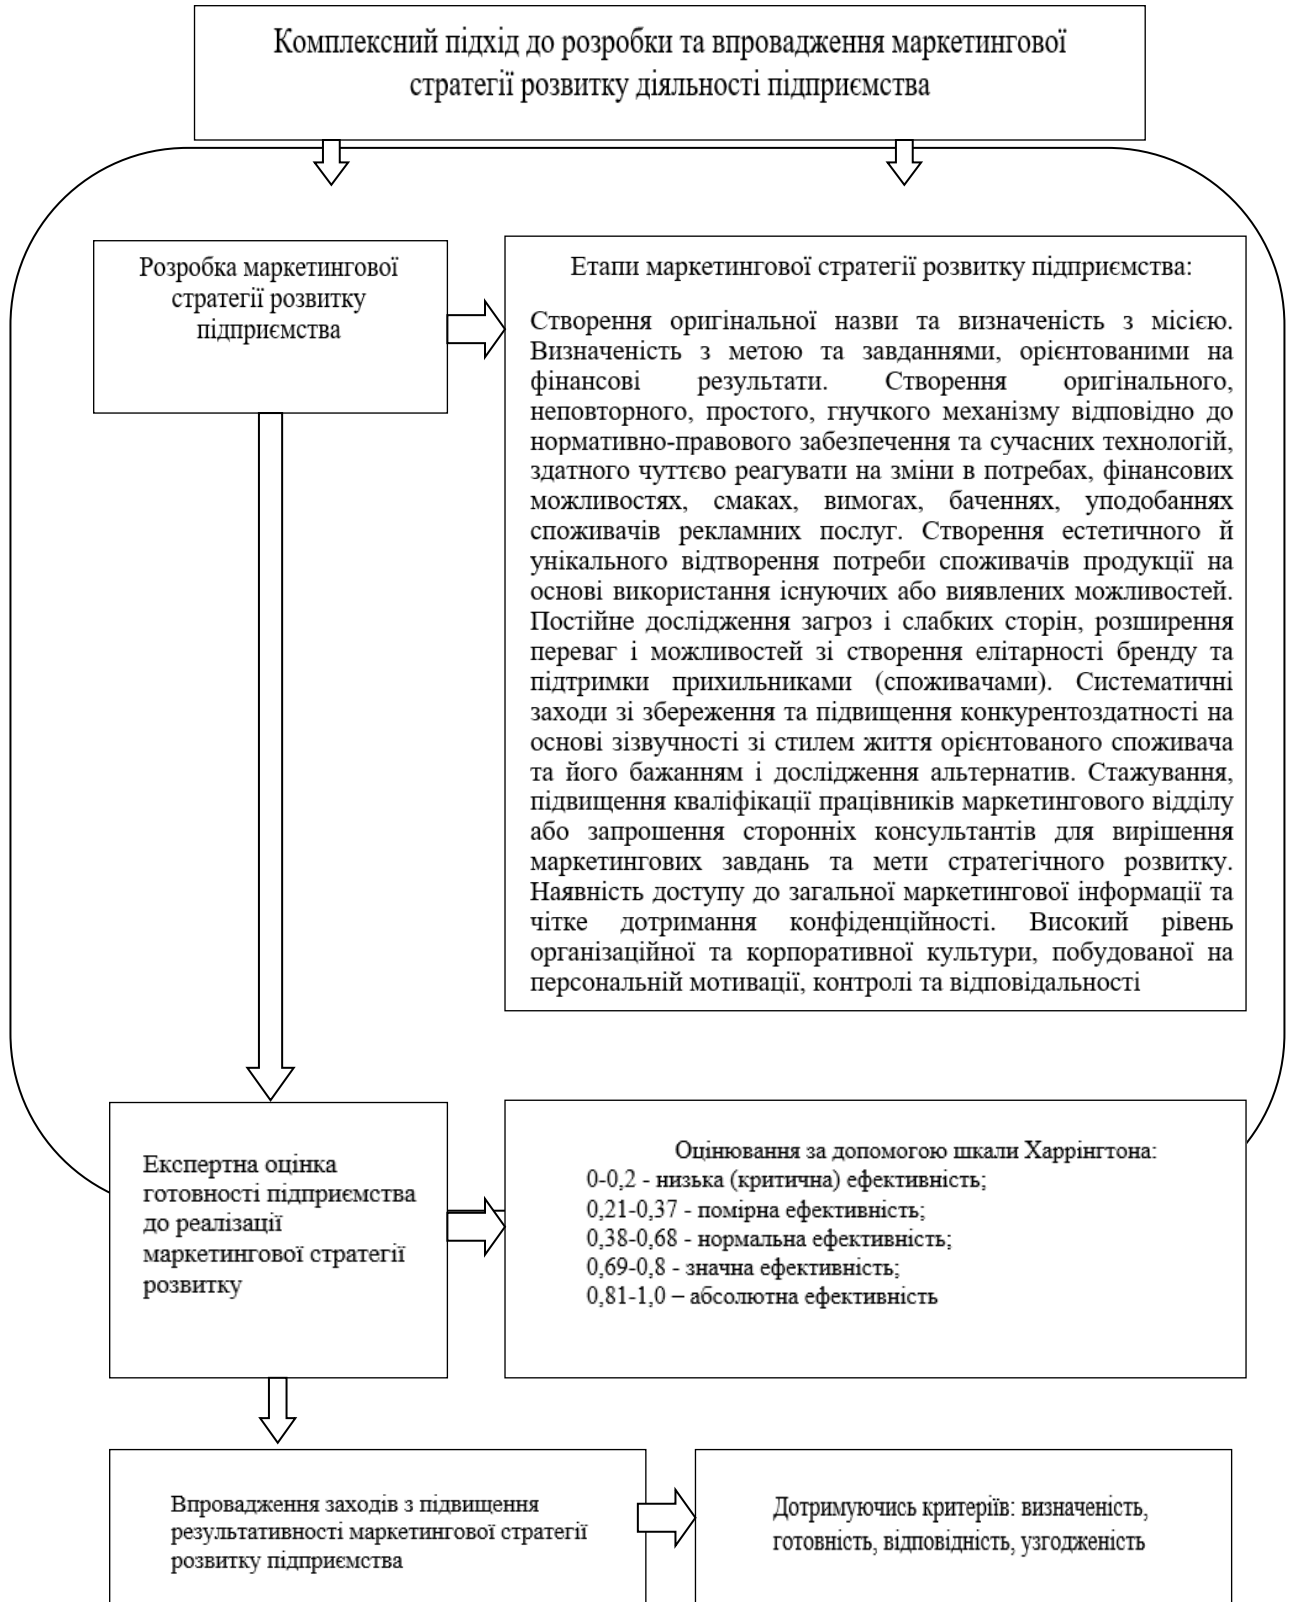 Комплексний підхід до розробки та впровадження маркетингової
стратегії розвитку діяльності підприємства
Розробка маркетингової
стратегії розвитку
підприємства
Етапи маркетингової стратегії розвитку підприємства:
Створення оригінальної назви та визначеність з місією.
Визначеність з метою та завданнями, орієнтованими на
фінансові результати. Створення оригінального,
неповторного, простого, гнучкого механізму відповідно до
нормативно-правового забезпечення та сучасних технологій,
здатного чуттєво реагувати на зміни в потребах, фінансових
можливостях, смаках, вимогах, баченнях, уподобаннях
споживачів рекламних послуг. Створення естетичного й
унікального відтворення потреби споживачів продукції на
основі використання існуючих або виявлених можливостей.
Постійне дослідження загроз і слабких сторін, розширення
переваг і можливостей зі створення елітарності бренду та
підтримки прихильниками (споживачами). Систематичні
заходи зі збереження та підвищення конкурентоздатності на
основі зізвучності зі стилем життя орієнтованого споживача
та його бажанням і дослідження альтернатив. Стажування,
підвищення кваліфікації працівників маркетингового відділу
або запрошення сторонніх консультантів для вирішення
маркетингових завдань та мети стратегічного розвитку.
Наявність доступу до загальної маркетингової інформації та
чітке дотримання конфіденційності. Високий рівень
організаційної та корпоративної культури, побудованої на
персональній мотивації, контролі та відповідальності
Експертна оцінка
готовності підприємства
до реалізації
маркетингової стратегії
розвитку
Оцінювання за допомогою шкали Харрінгтона:
0-0,2 - низька (критична) ефективність;
0,21-0,37 - помірна ефективність;
0,38-0,68 - нормальна ефективність;
0,69-0,8 - значна ефективність;
0,81-1,0 – абсолютна ефективність
Впровадження заходів з підвищення
результативності маркетингової стратегії
розвитку підприємства
Дотримуючись критеріїв: визначеність,
готовність, відповідність, узгодженість